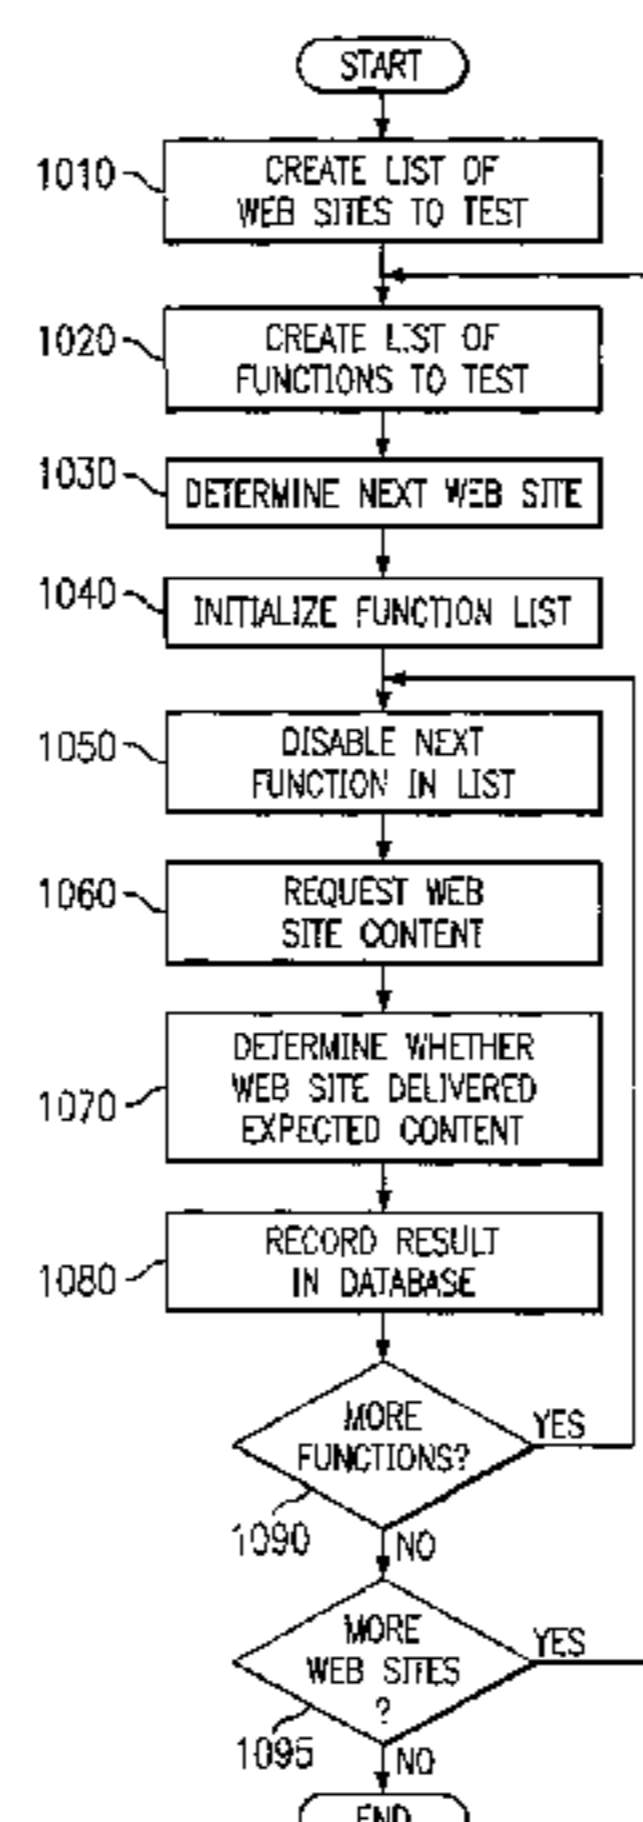 START
1010
CREATE LIST OF
WEB SITES TO TEST
1020
CREATE LIST OF
FUNCTIONS TO TEST
1030
DETERMINE NEXT WEB SITE
1040
INITIALIZE FUNCTION LIST
1050
DISABLE NEXT
FUNCTION IN LIST
1060
REQUEST WEB
SITE CONTENT
1070
DETERMINE WHETHER
WEB SITE DELIVERED
EXPECTED CONTENT
1080
RECORD RESULT
IN DATABASE
MORE
FUNCTIONS?
YES
1090
NO
MORE
WEB SITES
?
YES
1095
NO
END